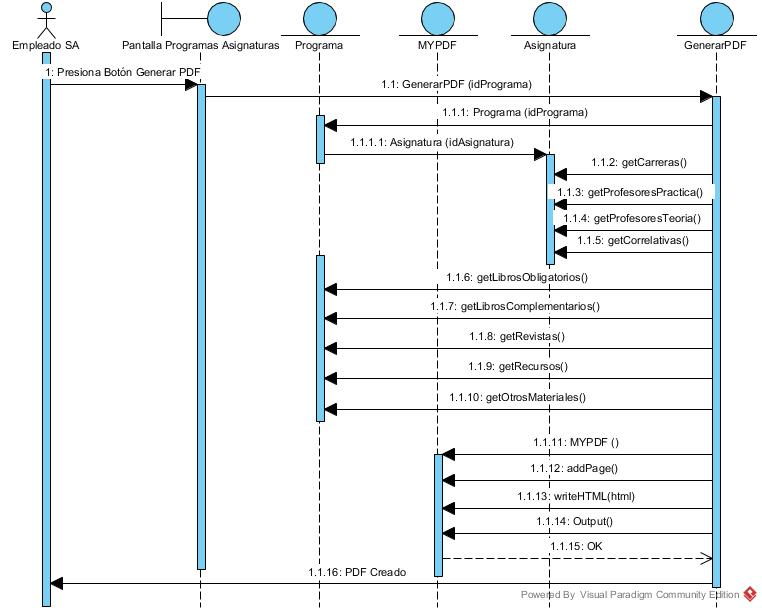 Empleado SA
Pantalla Programas Asignaturas
Programa
MYPDF
Asignatura
GenerarPDF
1: Presiona Botón Generar PDF
1.1: GenerarPDF (idPrograma)
1.1.1: Programa (idPrograma)
1.1.1.1: Asignatura (idAsignatura)
1.1.2: getCarreras()
1.1.3: getProfesoresPractica()
1.1.4: getProfesoresTeoria()
1.1.5: getCorrelativas()
1.1.6: getLibrosObligatorios()
1.1.7: getLibrosComplementarios()
1.1.8: getRevistas()
1.1.9: getRecursos()
1.1.10: getOtrosMateriales()
1.1.11: MYPDF ()
1.1.12: addPage()
1.1.13: writeHTML(html)
1.1.14: Output()
1.1.15: OK
1.1.16: PDF Creado
Powered By Visual Paradigm Community Edition